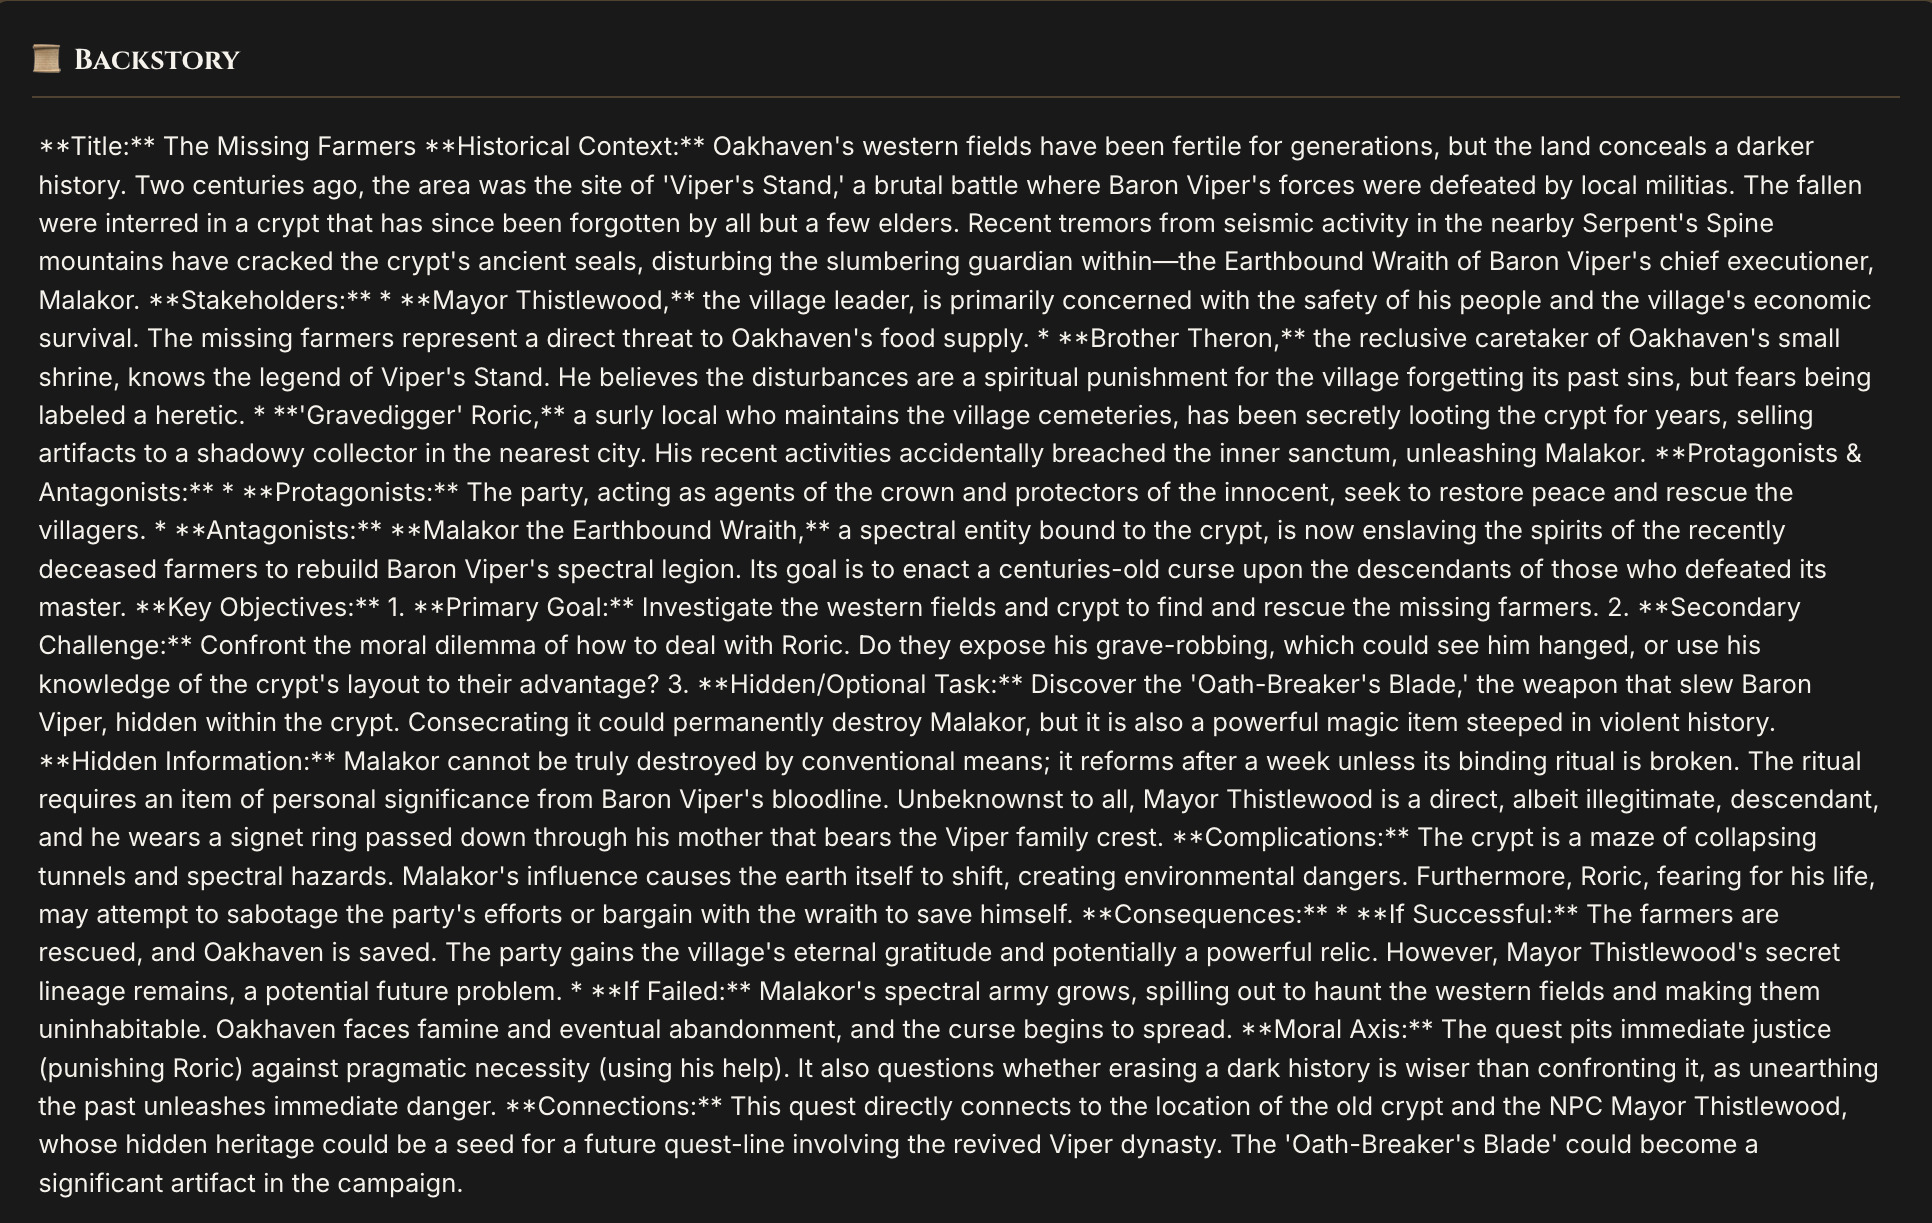 Backstory
**Title:** The Missing Farmers **Historical Context:** Oakhaven's western fields have been fertile for generations, but the land conceals a darker
history. Two centuries ago, the area was the site of 'Viper's Stand,' a brutal battle where Baron Viper's forces were defeated by local militias. The fallen
were interred in a crypt that has since been forgotten by all but a few elders. Recent tremors from seismic activity in the nearby Serpent's Spine
mountains have cracked the crypt's ancient seals, disturbing the slumbering guardian within—the Earthbound Wraith of Baron Viper's chief executioner,
Malakor. **Stakeholders:** * **Mayor Thistlewood,** the village leader, is primarily concerned with the safety of his people and the village's economic
survival. The missing farmers represent a direct threat to Oakhaven's food supply. * **Brother Theron,** the reclusive caretaker of Oakhaven's small
shrine, knows the legend of Viper's Stand. He believes the disturbances are a spiritual punishment for the village forgetting its past sins, but fears being
labeled a heretic. * **'Gravedigger' Roric,** a surly local who maintains the village cemeteries, has been secretly looting the crypt for years, selling
artifacts to a shadowy collector in the nearest city. His recent activities accidentally breached the inner sanctum, unleashing Malakor. **Protagonists &
Antagonists:** * **Protagonists:** The party, acting as agents of the crown and protectors of the innocent, seek to restore peace and rescue the
villagers. * **Antagonists:** **Malakor the Earthbound Wraith,** a spectral entity bound to the crypt, is now enslaving the spirits of the recently
deceased farmers to rebuild Baron Viper's spectral legion. Its goal is to enact a centuries-old curse upon the descendants of those who defeated its
master. **Key Objectives:** 1. **Primary Goal:** Investigate the western fields and crypt to find and rescue the missing farmers. 2. **Secondary
Challenge:** Confront the moral dilemma of how to deal with Roric. Do they expose his grave-robbing, which could see him hanged, or use his
knowledge of the crypt's layout to their advantage? 3. **Hidden/Optional Task:** Discover the 'Oath-Breaker's Blade,' the weapon that slew Baron
Viper, hidden within the crypt. Consecrating it could permanently destroy Malakor, but it is also a powerful magic item steeped in violent history.
**Hidden Information:** Malakor cannot be truly destroyed by conventional means; it reforms after a week unless its binding ritual is broken. The ritual
requires an item of personal significance from Baron Viper's bloodline. Unbeknownst to all, Mayor Thistlewood is a direct, albeit illegitimate, descendant,
and he wears a signet ring passed down through his mother that bears the Viper family crest. **Complications:** The crypt is a maze of collapsing
tunnels and spectral hazards. Malakor's influence causes the earth itself to shift, creating environmental dangers. Furthermore, Roric, fearing for his life,
may attempt to sabotage the party's efforts or bargain with the wraith to save himself. **Consequences:** * **If Successful:** The farmers are
rescued, and Oakhaven is saved. The party gains the village's eternal gratitude and potentially a powerful relic. However, Mayor Thistlewood's secret
lineage remains, a potential future problem. * **If Failed:** Malakor's spectral army grows, spilling out to haunt the western fields and making them
uninhabitable. Oakhaven faces famine and eventual abandonment, and the curse begins to spread. **Moral Axis:** The quest pits immediate justice
(punishing Roric) against pragmatic necessity (using his help). It also questions whether erasing a dark history is wiser than confronting it, as unearthing
the past unleashes immediate danger. **Connections:** This quest directly connects to the location of the old crypt and the NPC Mayor Thistlewood,
whose hidden heritage could be a seed for a future quest-line involving the revived Viper dynasty. The 'Oath-Breaker's Blade' could become a
significant artifact in the campaign.